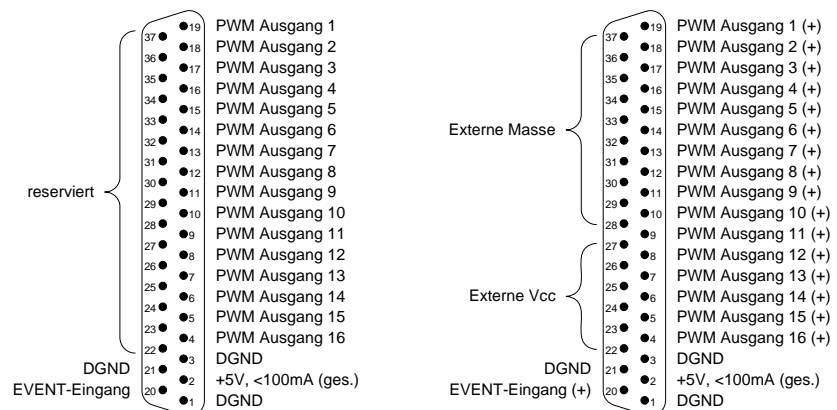 19 PWM Ausgang 1
37
18 PWM Ausgang 2
36
17 PWM Ausgang 3
35
16 PWM Ausgang 4
34
15 PWM Ausgang 5
33
14 PWM Ausgang 6
32
13 PWM Ausgang 7
31
12 PWM Ausgang 8
30
reserviert
11 PWM Ausgang 9
29
10 PWM Ausgang 10
28
9 PWM Ausgang 11
27
8 PWM Ausgang 12
26
7 PWM Ausgang 13
25
6 PWM Ausgang 14
24
5 PWM Ausgang 15
23
4 PWM Ausgang 16
22
3 DGND
DGND 21
2 +5V, <100mA (ges.)
EVENT-Eingang 20
1 DGND
19 PWM Ausgang 1 (+)
37
18 PWM Ausgang 2 (+)
36
17 PWM Ausgang 3 (+)
35
16 PWM Ausgang 4 (+)
34
15 PWM Ausgang 5 (+)
33
Externe Masse
14 PWM Ausgang 6 (+)
32
13 PWM Ausgang 7 (+)
31
12 PWM Ausgang 8 (+)
30
11 PWM Ausgang 9 (+)
29
10 PWM Ausgang 10 (+)
28
9 PWM Ausgang 11 (+)
27
8 PWM Ausgang 12 (+)
26
7 PWM Ausgang 13 (+)
25
Externe Vcc
6 PWM Ausgang 14 (+)
24
5 PWM Ausgang 15 (+)
23
4 PWM Ausgang 16 (+)
22
3 DGND
DGND 21
2 +5V, <100mA (ges.)
EVENT-Eingang (+) 20
1 DGND